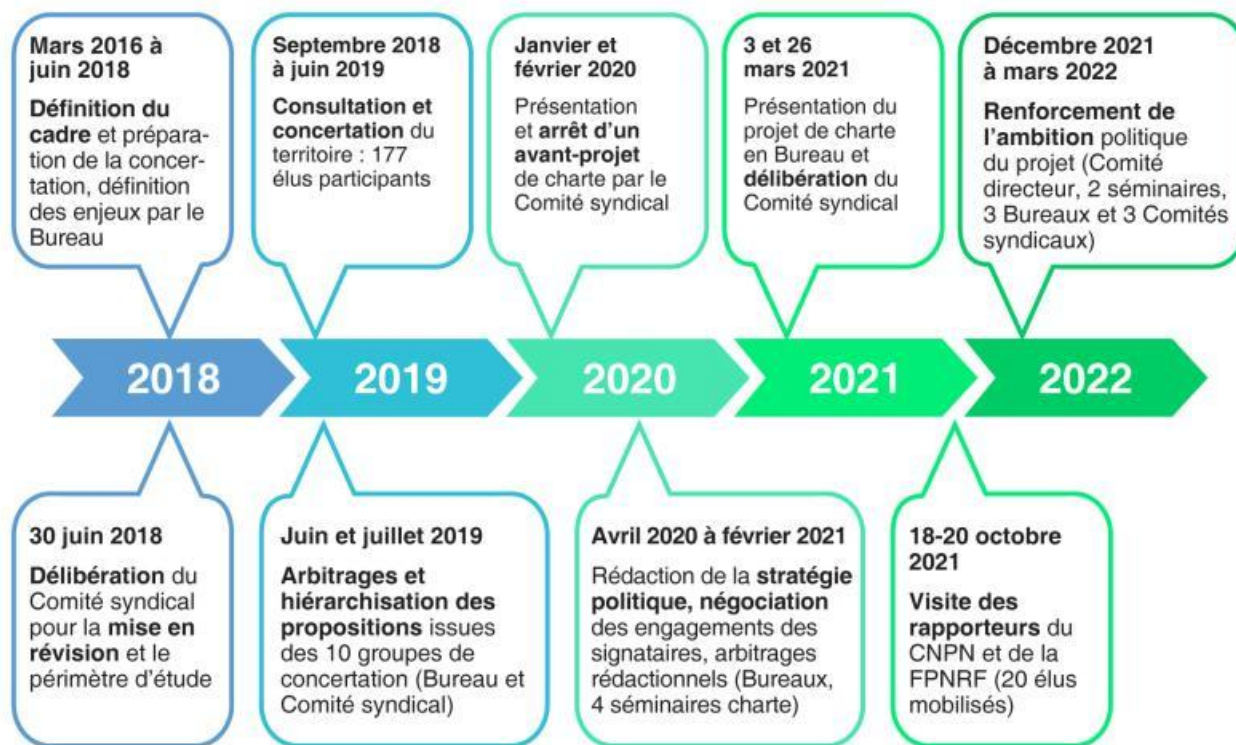 Mars 2016 à
juin 2018
Définition du
cadre et prépara-
tion de la concer-
tation, définition
des enjeux par le
Bureau
Septembre 2018
à juin 2019
Consultation et
concertation du
territoire : 177
élus participants
Janvier et
février 2020
Présentation
et arrêt d’un
avant-projet
de charte par le
Comité syndical
3 et 26
mars 2021
Présentation du
projet de charte
en Bureau et
délibération du
Comité syndical
Décembre 2021
à mars 2022
Renforcement de
l’ambition politique
du projet (Comité
directeur, 2 séminaires,
3 Bureaux et 3 Comités
syndicaux)
2018
2019
2020
2021
2022
30 juin 2018
Délibération du
Comité syndical
pour la mise en
révision et le
périmètre d’étude
Juin et juillet 2019
Arbitrages et
hiérarchisation des
propositions issues
des 10 groupes de
concertation (Bureau et
Comité syndical)
Avril 2020 à février 2021
Rédaction de la stratégie
politique, négociation
des engagements des
signataires, arbitrages
rédactionnels (Bureaux,
4 séminaires charte)
18-20 octobre
2021
Visite des
rapporteurs du
CNPN et de la
FPNRF (20 élus
mobilisés)